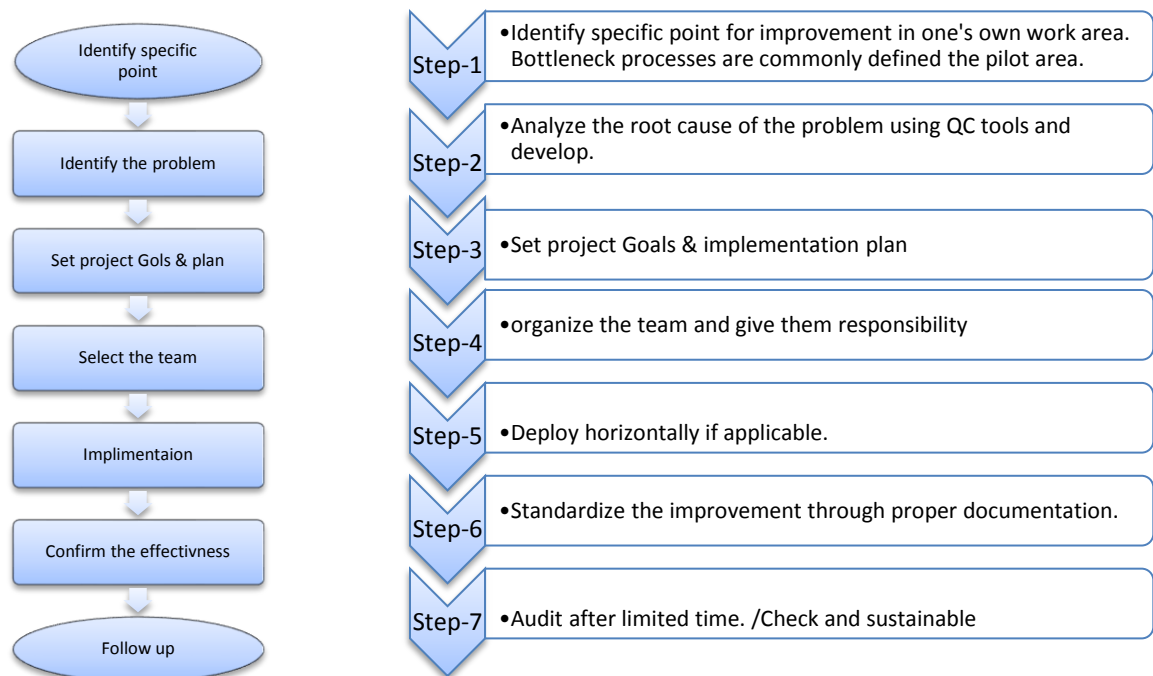 Identify specific
point
Identify the problem
Set project Gols & plan
Select the team
Implimentaion
Confirm the effectivness
Follow up
Step-1
•Identify specific point for improvement in one's own work area.
Bottleneck processes are commonly defined the pilot area.
Step-2
•Analyze the root cause of the problem using QC tools and
develop.
Step-3
•Set project Goals & implementation plan
Step-4
•organize the team and give them responsibility
Step-5
•Deploy horizontally if applicable.
Step-6
•Standardize the improvement through proper documentation.
Step-7
•Audit after limited time. /Check and sustainable